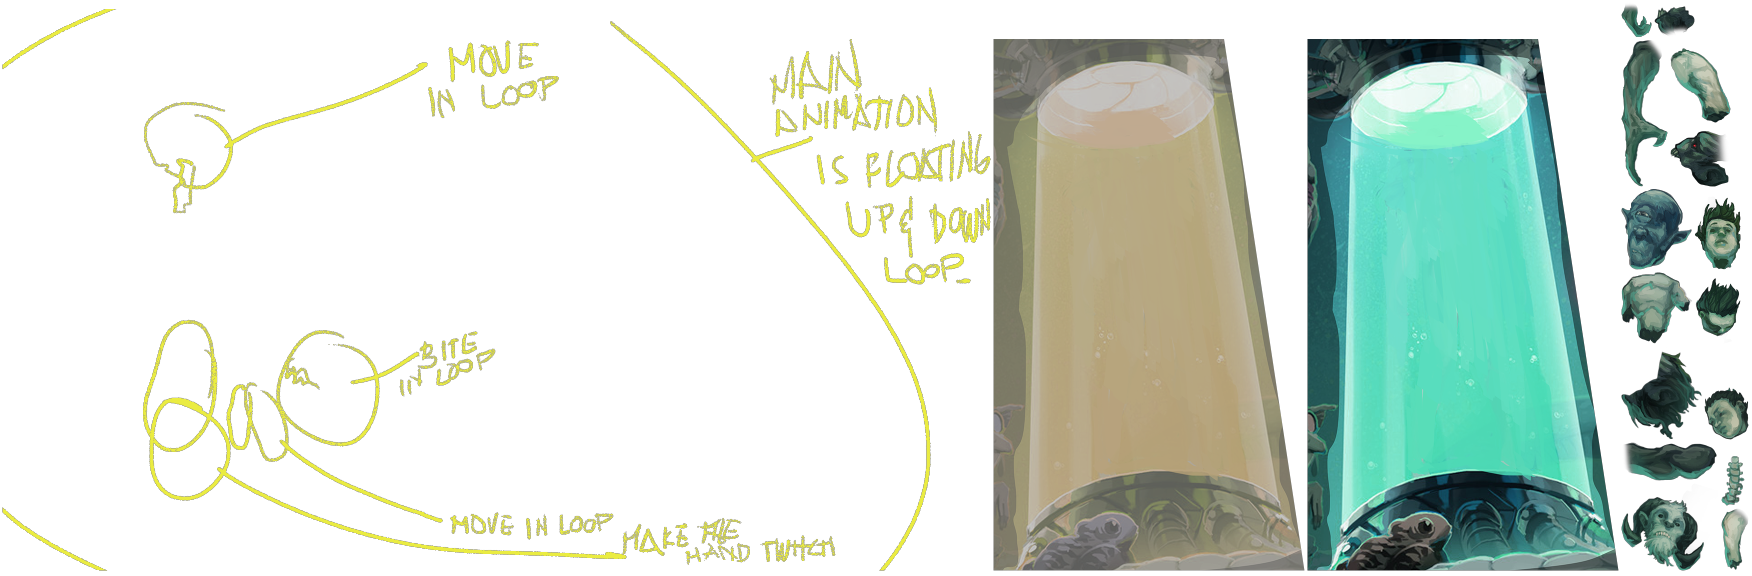 MOVE
IN LOOP
MAIN
ANIMATION
IS FLOATING
UP & DOWN
LOOP
BITE
IN LOOP
MOVE IN LOOP
MAKE THE
HAND TWITCH